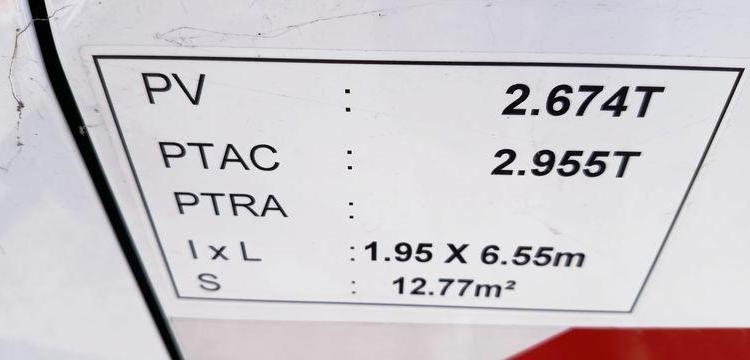 PV : 2.674T
PTAC : 2.955T
PTRA :
l x L : 1.95 X 6.55m
S : 12.77m²